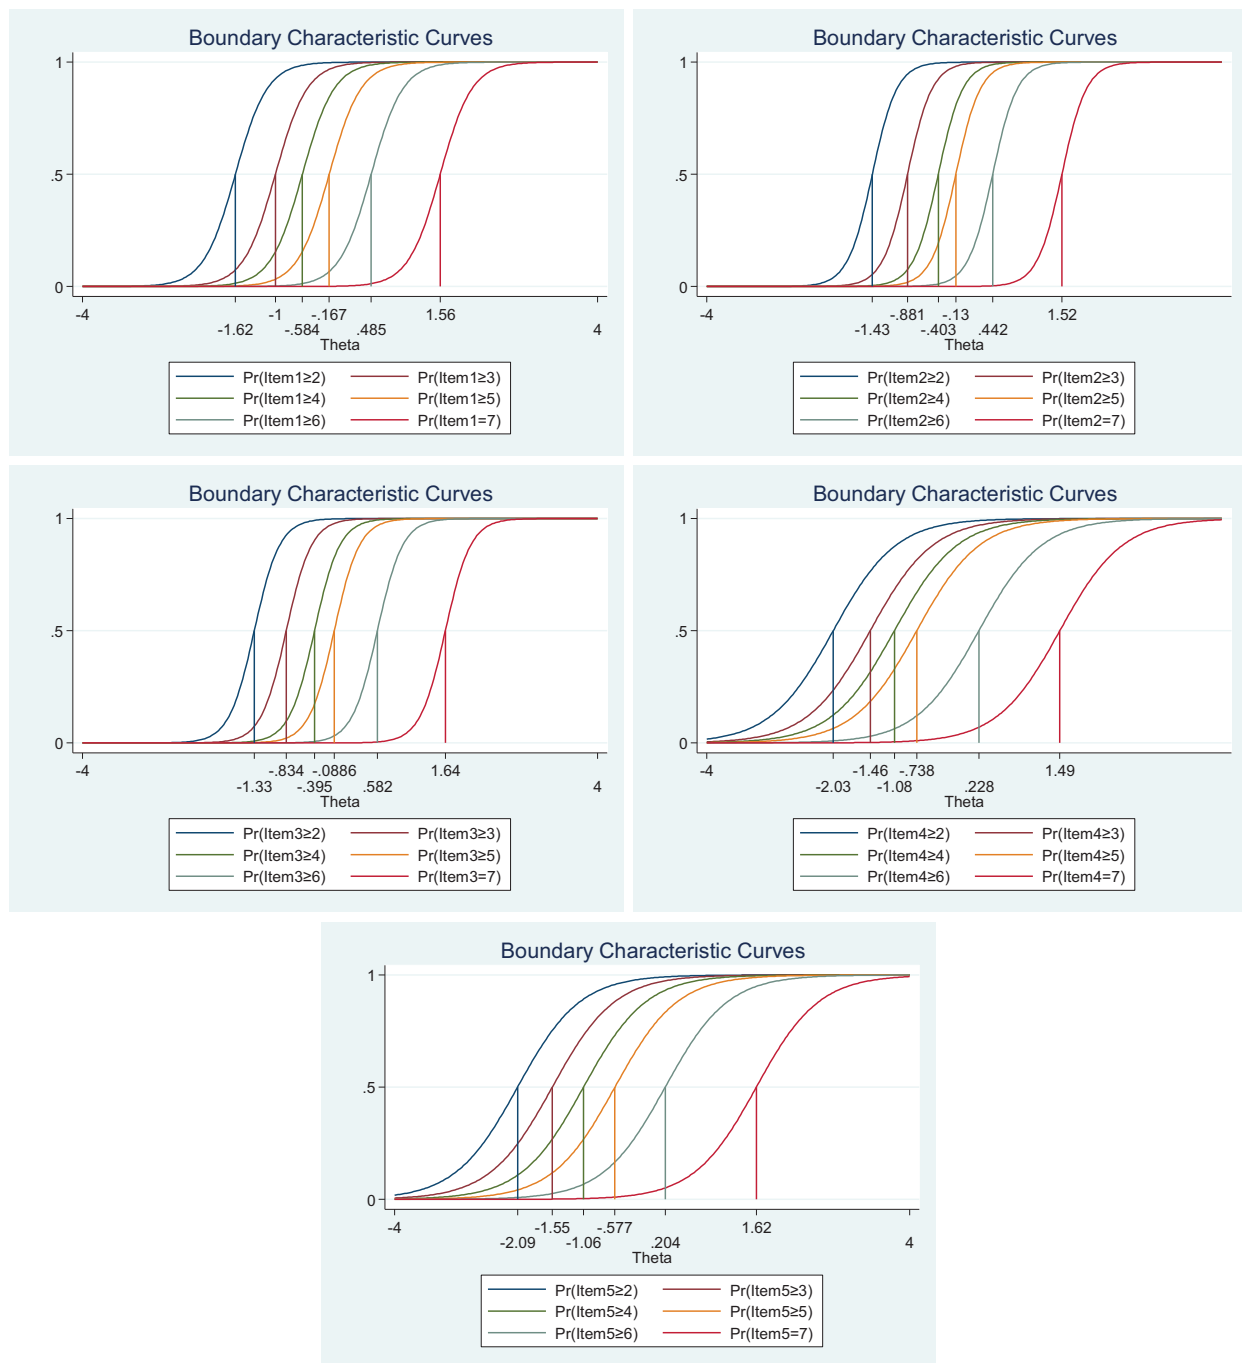 Boundary Characteristic Curves
1
.5
0
-4 -1 -.167 1.56
-1.62 -.584 .485 4
Theta
Pr(Item1≥2) Pr(Item1≥3)
Pr(Item1≥4) Pr(Item1≥5)
Pr(Item1≥6) Pr(Item1=7)
Boundary Characteristic Curves
1
.5
0
-4 -.881 -.13 1.52
-1.43 -.403 .442
Theta
Pr(Item2≥2) Pr(Item2≥3)
Pr(Item2≥4) Pr(Item2≥5)
Pr(Item2≥6) Pr(Item2=7)
Boundary Characteristic Curves
1
.5
0
-4 -.834 -.0886 1.64
-1.33 -.395 .582 4
Theta
Pr(Item3≥2) Pr(Item3≥3)
Pr(Item3≥4) Pr(Item3≥5)
Pr(Item3≥6) Pr(Item3=7)
Boundary Characteristic Curves
1
.5
0
-4 -1.46 -.738 1.49
-2.03 -1.08 .228
Theta
Pr(Item4≥2) Pr(Item4≥3)
Pr(Item4≥4) Pr(Item4≥5)
Pr(Item4≥6) Pr(Item4=7)
Boundary Characteristic Curves
1
.5
0
-4 -1.55 -.577 1.62
-2.09 -1.06 .204 4
Theta
Pr(Item5≥2) Pr(Item5≥3)
Pr(Item5≥4) Pr(Item5≥5)
Pr(Item5≥6) Pr(Item5=7)